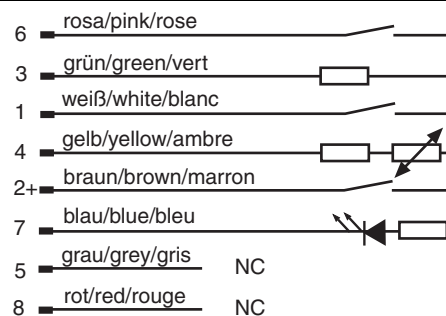 6 rosa/pink/rose
3 grün/green/vert
1 weiß/white/blanc
4 gelb/yellow/ambre
2+ braun/brown/marron
7 blau/blue/bleu
5 grau/grey/gris NC
8 rot/red/rouge NC